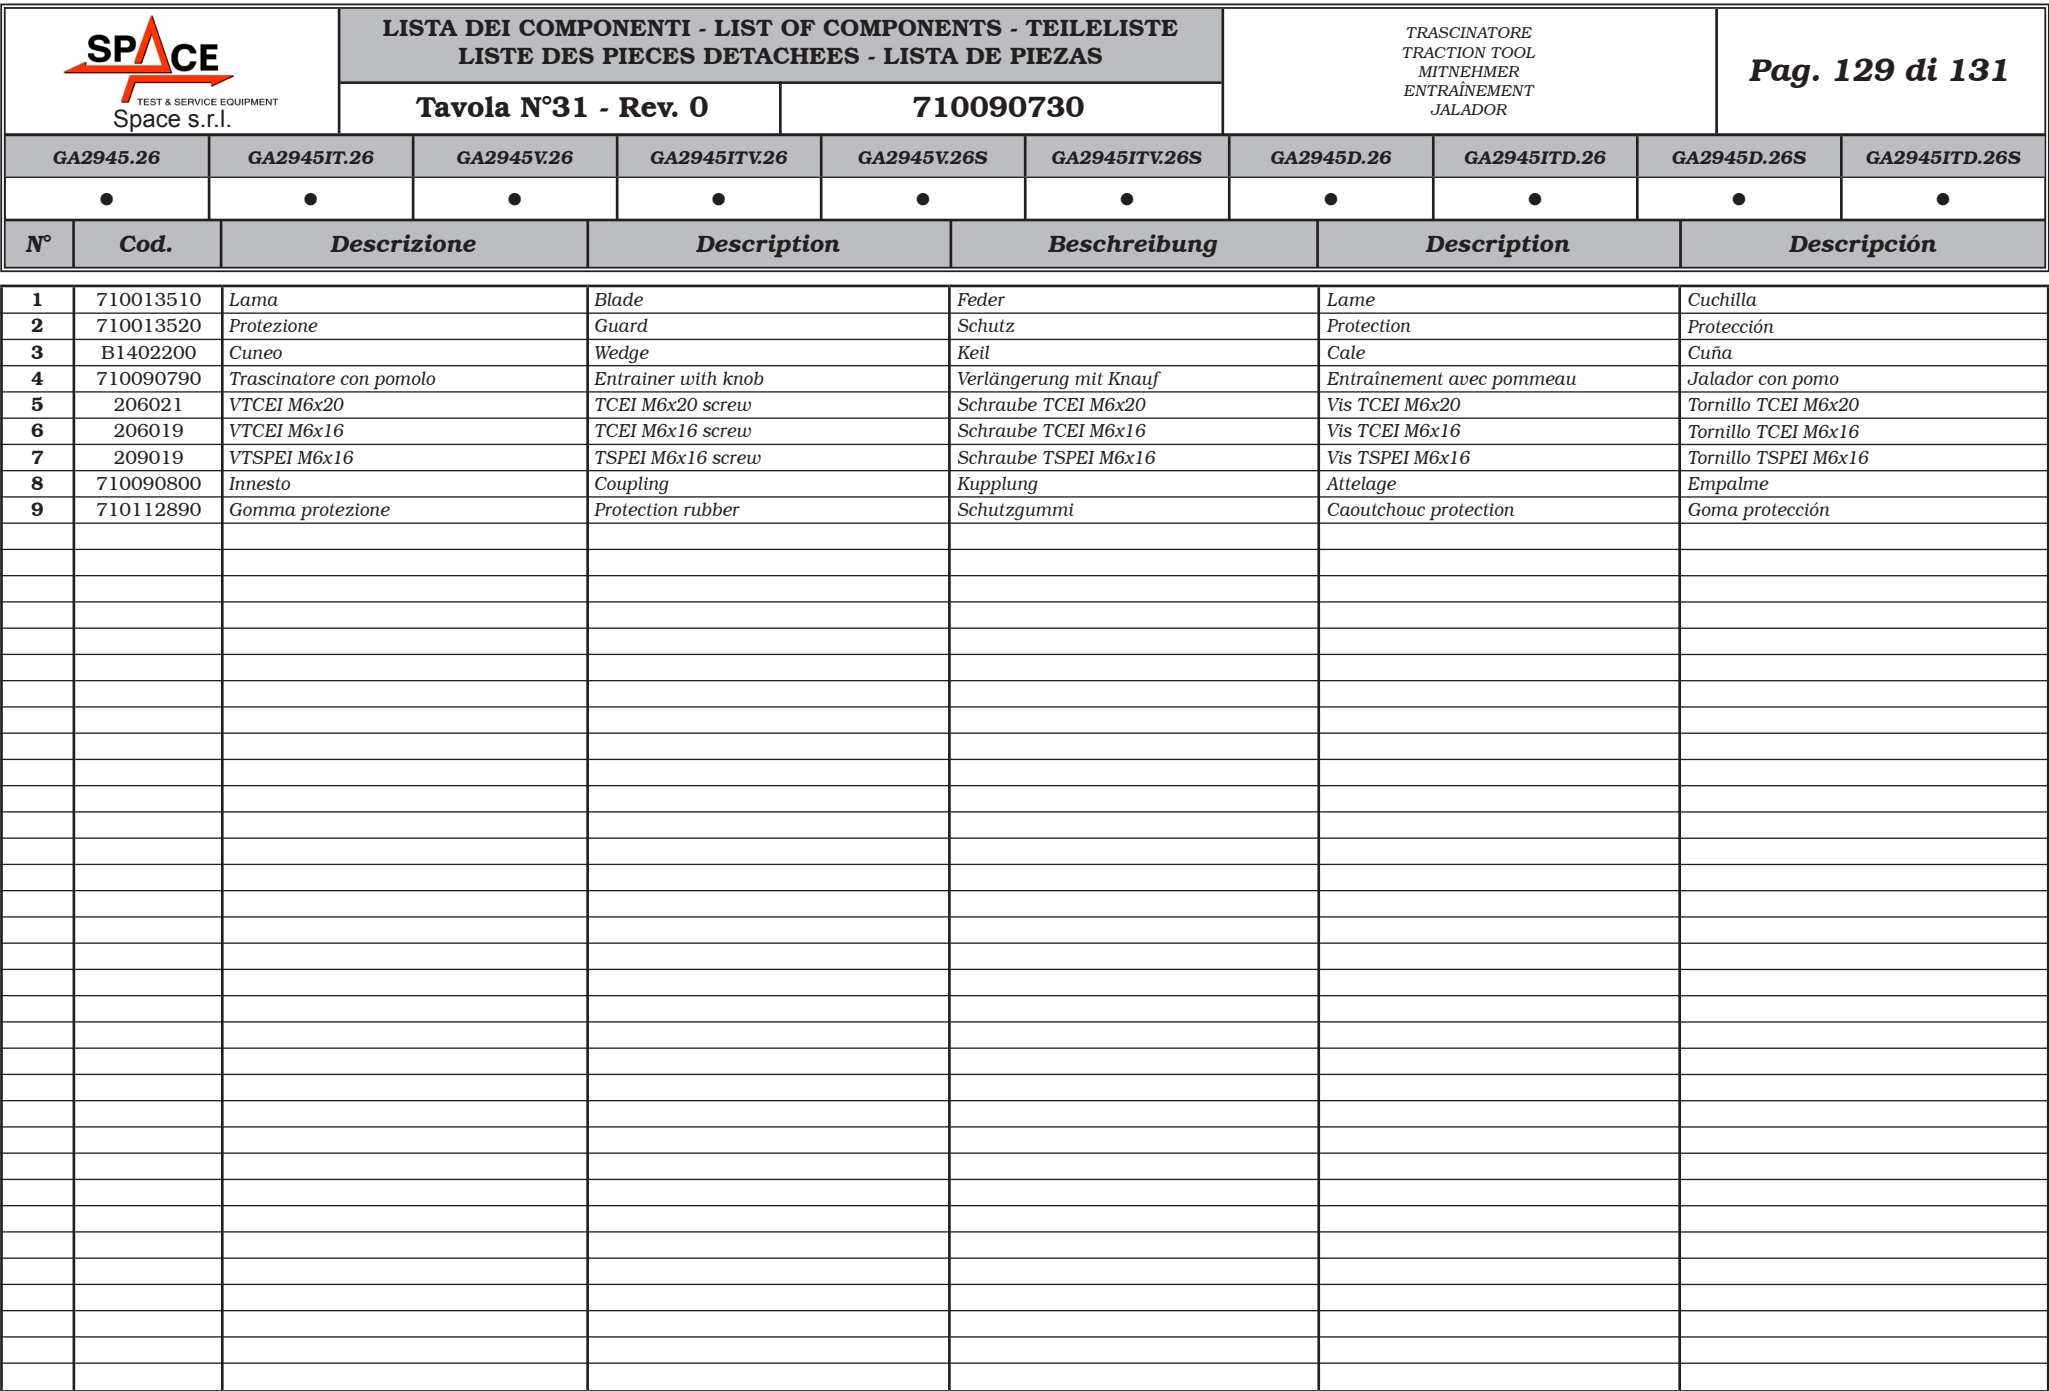 SPACE
TEST & SERVICE EQUIPMENT
Space s.r.l.
LISTA DEI COMPONENTI - LIST OF COMPONENTS - TEILELISTE
LISTE DES PIECES DETACHEES - LISTA DE PIEZAS
Tavola N°31 - Rev. 0 710090730
TRASCINATORE
TRACTION TOOL
MITNEHMER
ENTRAÎNEMENT
JALADOR
Pag. 129 di 131
GA2945.26 GA2945IT.26 GA2945V.26 GA2945ITV.26 GA2945V.26S GA2945ITV.26S GA2945D.26 GA2945ITD.26 GA2945D.26S GA2945ITD.26S
● ● ● ● ● ● ● ● ● ●
N° Cod. Descrizione Description Beschreibung Description Descripción
1 710013510 Lama Blade Feder Lame Cuchilla
2 710013520 Protezione Guard Schutz Protection Protección
3 B1402200 Cuneo Wedge Keil Cale Cuña
4 710090790 Trascinatore con pomolo Entrainer with knob Verlängerung mit Knauf Entraînement avec pommeau Jalador con pomo
5 206021 VTCEI M6x20 TCEI M6x20 screw Schraube TCEI M6x20 Vis TCEI M6x20 Tornillo TCEI M6x20
6 206019 VTCEI M6x16 TCEI M6x16 screw Schraube TCEI M6x16 Vis TCEI M6x16 Tornillo TCEI M6x16
7 209019 VTSPEI M6x16 TSPEI M6x16 screw Schraube TSPEI M6x16 Vis TSPEI M6x16 Tornillo TSPEI M6x16
8 710090800 Innesto Coupling Kupplung Attelage Empalme
9 710112890 Gomma protezione Protection rubber Schutzgummi Caoutchouc protection Goma protección